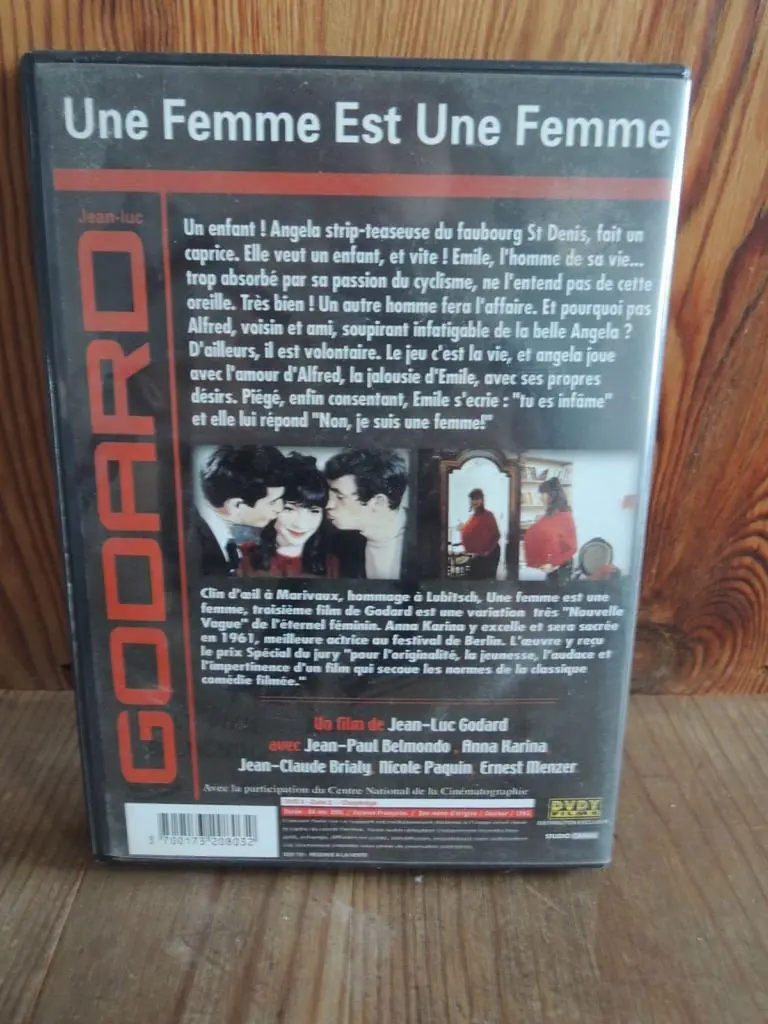 Une Femme Est Une Femme
Jean-luc
GODARD
Un enfant ! Angela strip-teaseuse du faubourg St Denis, fait un
caprice. Elle veut un enfant, et vite ! Emile, l'homme de sa vie...
trop absorbé par sa passion du cyclisme, ne l'entend pas de cette
oreille. Très bien ! Un autre homme fera l'affaire. Et pourquoi pas
Alfred, voisin et ami, soupirant infatigable de la belle Angela ?
D'ailleurs, il est volontaire. Le jeu c'est la vie, et angela joue
avec l'amour d'Alfred, la jalousie d'Emile, avec ses propres
désirs. Piégé, enfin consentant, Emile s'ecrie : "tu es infâme"
et elle lui répond "Non, je suis une femme!"
Clin d'œil à Marivaux, hommage à Lubitsch, Une femme est une
femme, troisième film de Godard est une variation très "Nouvelle
Vague" de l'éternel féminin. Anna Karina y excelle et sera sacrée
en 1961, meilleure actrice au festival de Berlin. L'œuvre y reçu
le prix Spécial du jury "pour l'originalité, la jeunesse, l'audace et
l'impertinence d'un film qui secoue les normes de la classique
comédie filmée."
Un film de Jean-Luc Godard
avec Jean-Paul Belmondo, Anna Karina
Jean-Claude Brialy, Nicole Paquin, Ernest Menzer
Avec la participation du Centre National de la Cinématographie
3 700173 208032
DVDY
FILMS
STUDIO CANAL